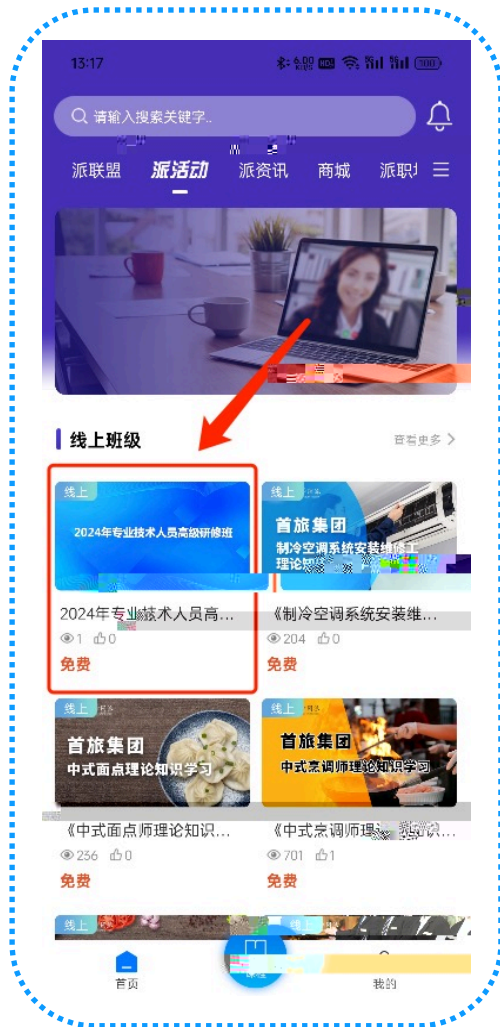 13:17
请输入搜索关键字..
派联盟 派活动 派资讯 商城 派职
线上班级 查看更多
线上
2024年专业技术人员高级研修班
线上
首旅集团
制冷空调系统安装维修工
理论知
2024年专业技术人员高...
《制冷空调系统安装维...
1 0
204 0
免费
免费
线上
首旅集团
中式面点理论知识学习
线上
首旅集团
中式烹调师理论知识学习
《中式面点师理论知识...
《中式烹调师理
236 0
701 1
免费
免费
线上
线上
首页 课程 我的